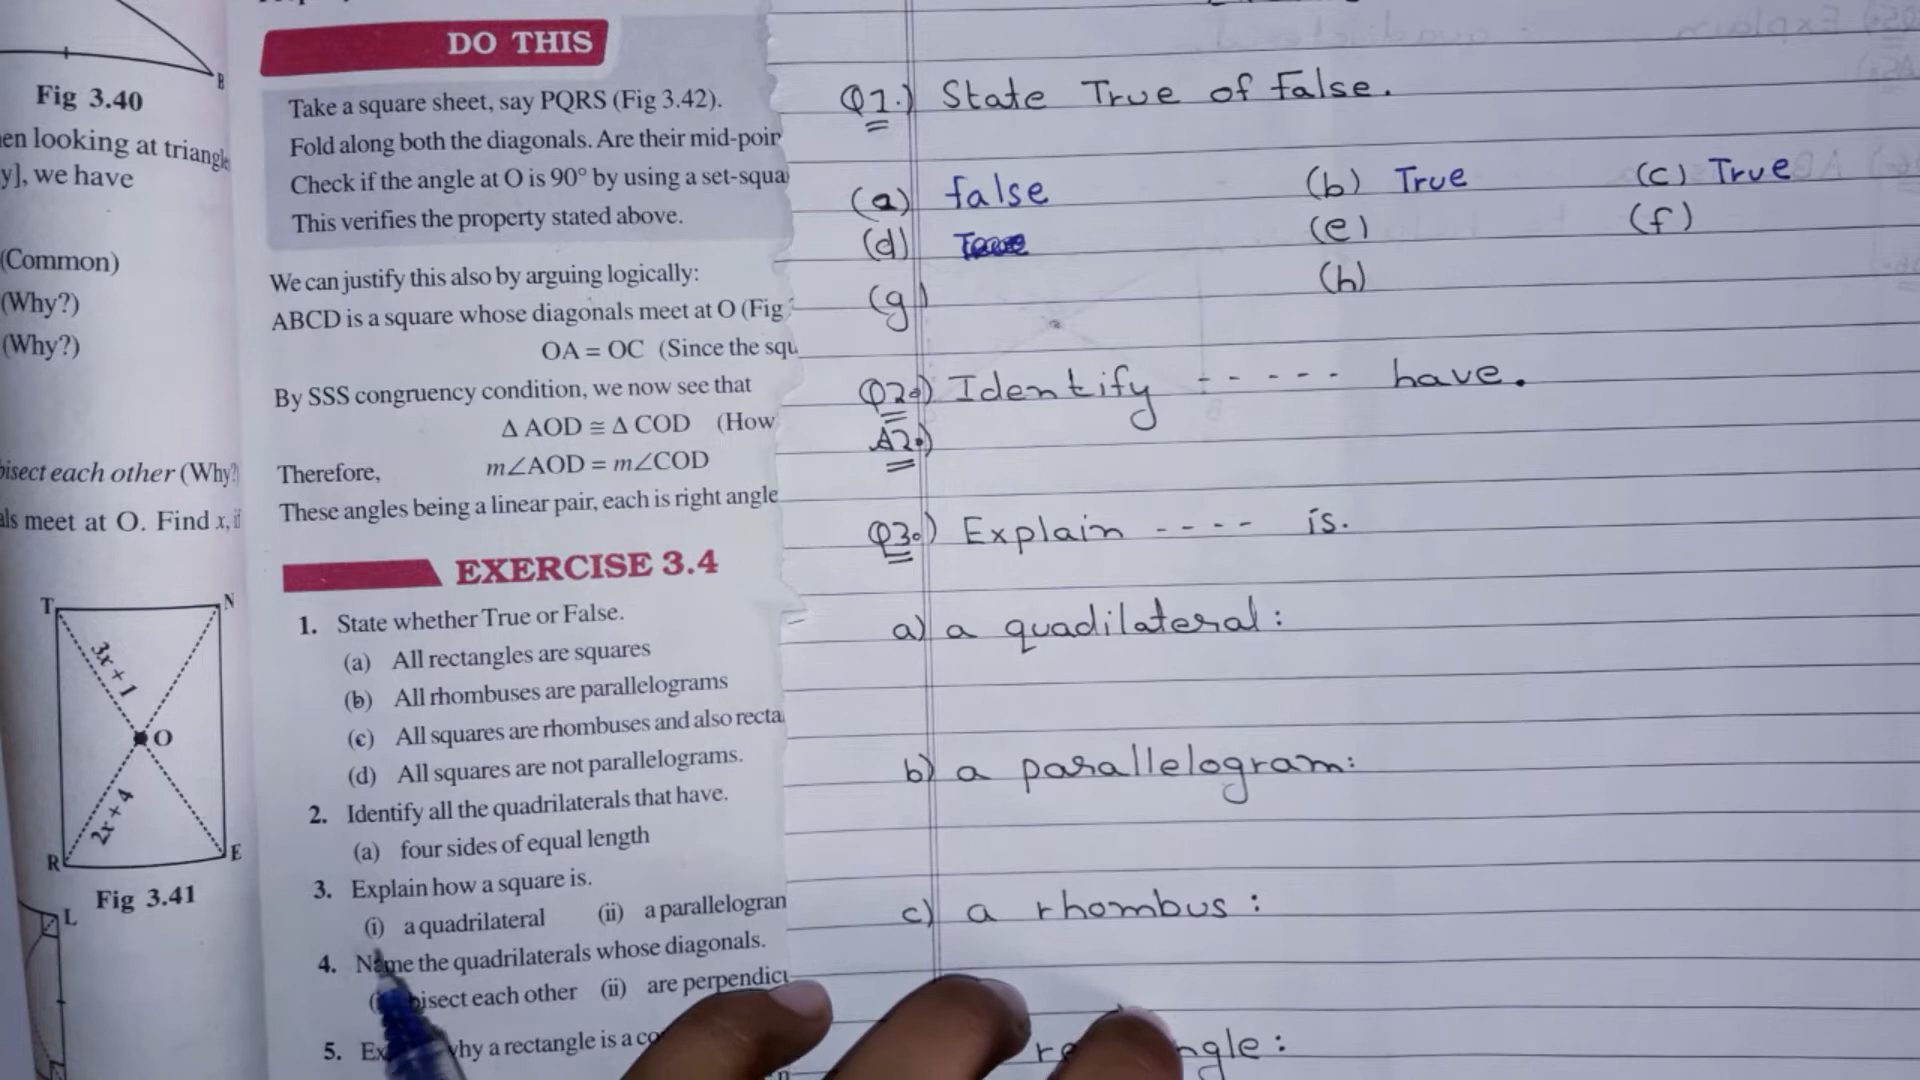 Fig 3.40
B
en looking at triangle
y], we have
(Common)
(Why?)
(Why?)
bisect each other (Why?)
als meet at O. Find x, if
T
N
3x + 1
O
2x + 4
R
E
Fig 3.41
L
DO THIS
Take a square sheet, say PQRS (Fig 3.42).
Fold along both the diagonals. Are their mid-poin
Check if the angle at O is 90° by using a set-squa
This verifies the property stated above.
We can justify this also by arguing logically:
ABCD is a square whose diagonals meet at O (Fig
OA = OC (Since the squ
By SSS congruency condition, we now see that
Δ AOD ≅ Δ COD (How
Therefore, m∠AOD = m∠COD
These angles being a linear pair, each is right angle
EXERCISE 3.4
1. State whether True or False.
(a) All rectangles are squares
(b) All rhombuses are parallelograms
(c) All squares are rhombuses and also recta
(d) All squares are not parallelograms.
2. Identify all the quadrilaterals that have.
(a) four sides of equal length
3. Explain how a square is.
(i) a quadrilateral (ii) a parallelogram
4. Name the quadrilaterals whose diagonals.
bisect each other (ii) are perpendicu
5. Ex why a rectangle is a co
Q1.) State True of False.
(a) false (b) True (c) True
(d) (e) (f)
(g) (h)
Q2.) Identify - - - - - have.
A2.)
Q3.) Explain - - - - is.
a) a quadilateral:
b) a parallelogram:
c) a rhombus:
re ngle: